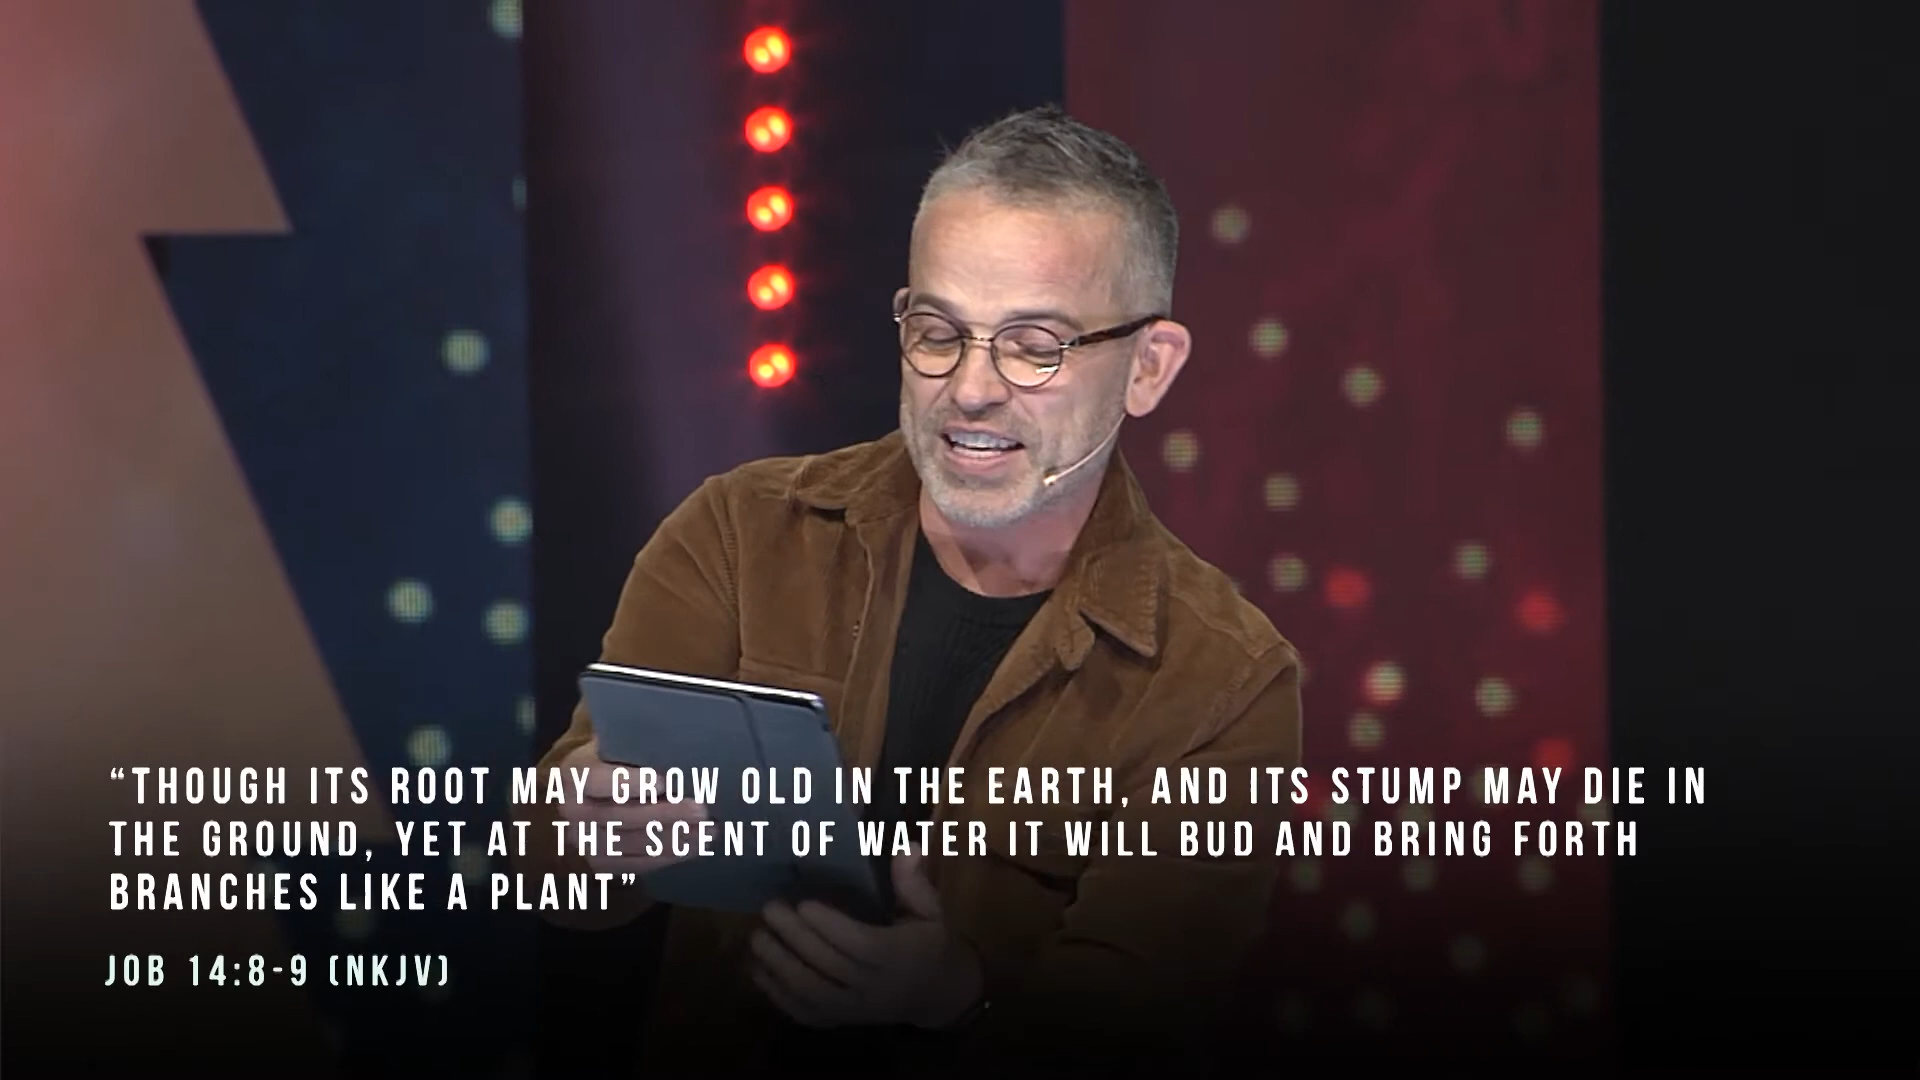 “THOUGH ITS ROOT MAY GROW OLD IN THE EARTH, AND ITS STUMP MAY DIE IN
THE GROUND, YET AT THE SCENT OF WATER IT WILL BUD AND BRING FORTH
BRANCHES LIKE A PLANT”
JOB 14:8-9 (NKJV)